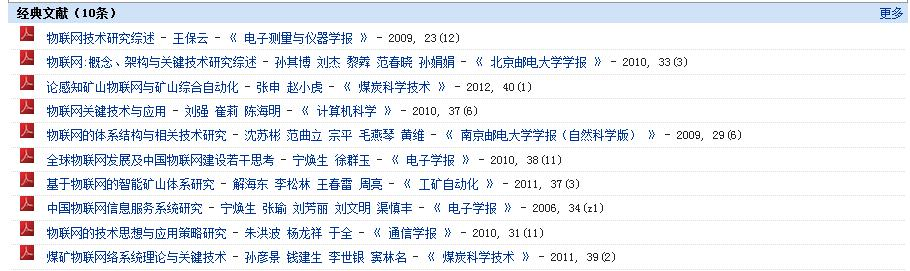 经典文献（10条） 更多
物联网技术研究综述 - 王保云 - 《 电子测量与仪器学报 》 - 2009, 23(12)
物联网:概念、架构与关键技术研究综述 - 孙其博 刘杰 黎羴 范春晓 孙娟娟 - 《 北京邮电大学学报 》 - 2010, 33(3)
论感知矿山物联网与矿山综合自动化 - 张申 赵小虎 - 《 煤炭科学技术 》 - 2012, 40(1)
物联网关键技术与应用 - 刘强 崔莉 陈海明 - 《 计算机科学 》 - 2010, 37(6)
物联网的体系结构与相关技术研究 - 沈苏彬 范曲立 宗平 毛燕琴 黄维 - 《 南京邮电大学学报（自然科学版） 》 - 2009, 29(6)
全球物联网发展及中国物联网建设若干思考 - 宁焕生 徐群玉 - 《 电子学报 》 - 2010, 38(11)
基于物联网的智能矿山体系研究 - 解海东 李松林 王春雷 周亮 - 《 工矿自动化 》 - 2011, 37(3)
中国物联网信息服务系统研究 - 宁焕生 张瑜 刘芳丽 刘文明 渠慎丰 - 《 电子学报 》 - 2006, 34(z1)
物联网的技术思想与应用策略研究 - 朱洪波 杨龙祥 于全 - 《 通信学报 》 - 2010, 31(11)
煤矿物联网络系统理论与关键技术 - 孙彦景 钱建生 李世银 窦林名 - 《 煤炭科学技术 》 - 2011, 39(2)